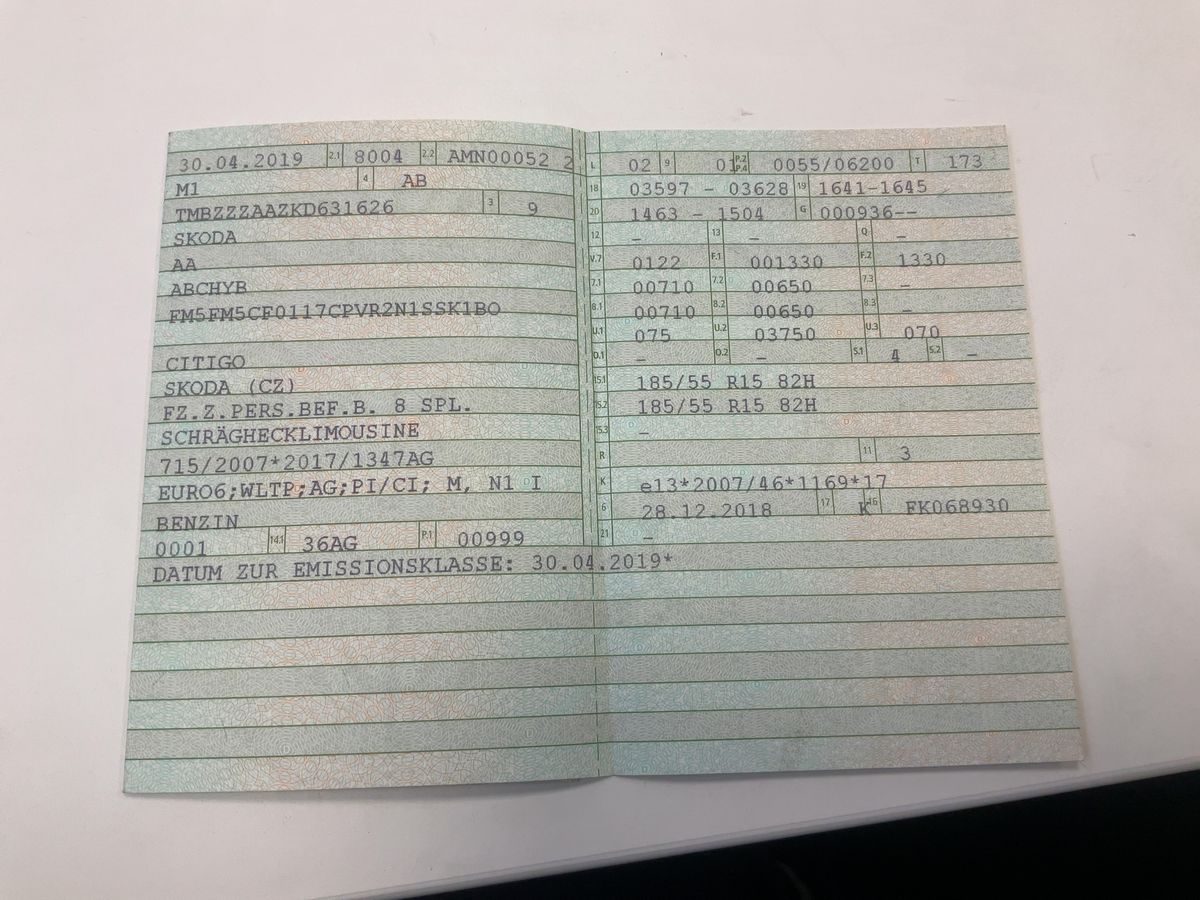 30.04.2019 2.1 8004 2.2 AMN00052 2
M1 4 AB
TMBZZZAAZKD631626 3 9
SKODA
AA
ABCHYB
FM5FM5CF0117CPVR2N1SSK1BO
CITIGO
SKODA (CZ)
FZ.Z.PERS.BEF.B. 8 SPL.
SCHRÄGHECKLIMOUSINE
715/2007*2017/1347AG
EURO6;WLTP;AG;PI/CI; M, N1 I
BENZIN
0001 14.1 36AG P.1 00999
DATUM ZUR EMISSIONSKLASSE: 30.04.2019*
L 02 9 01 P.2 P.4 0055/06200 T 173
18 03597 - 03628 19 1641-1645
20 1463 - 1504 G 000936--
12 – 13 – Q –
V.7 0122 F.1 001330 F.2 1330
7.1 00710 7.2 00650 7.3 –
8.1 00710 8.2 00650 8.3 –
U.1 075 U.2 03750 U.3 070
O.1 – O.2 – S.1 4 S.2 –
15.1 185/55 R15 82H
15.2 185/55 R15 82H
15.3 –
R 11 3
K e13*2007/46*1169*17
6 28.12.2018 17 K 16 FK068930
21 –